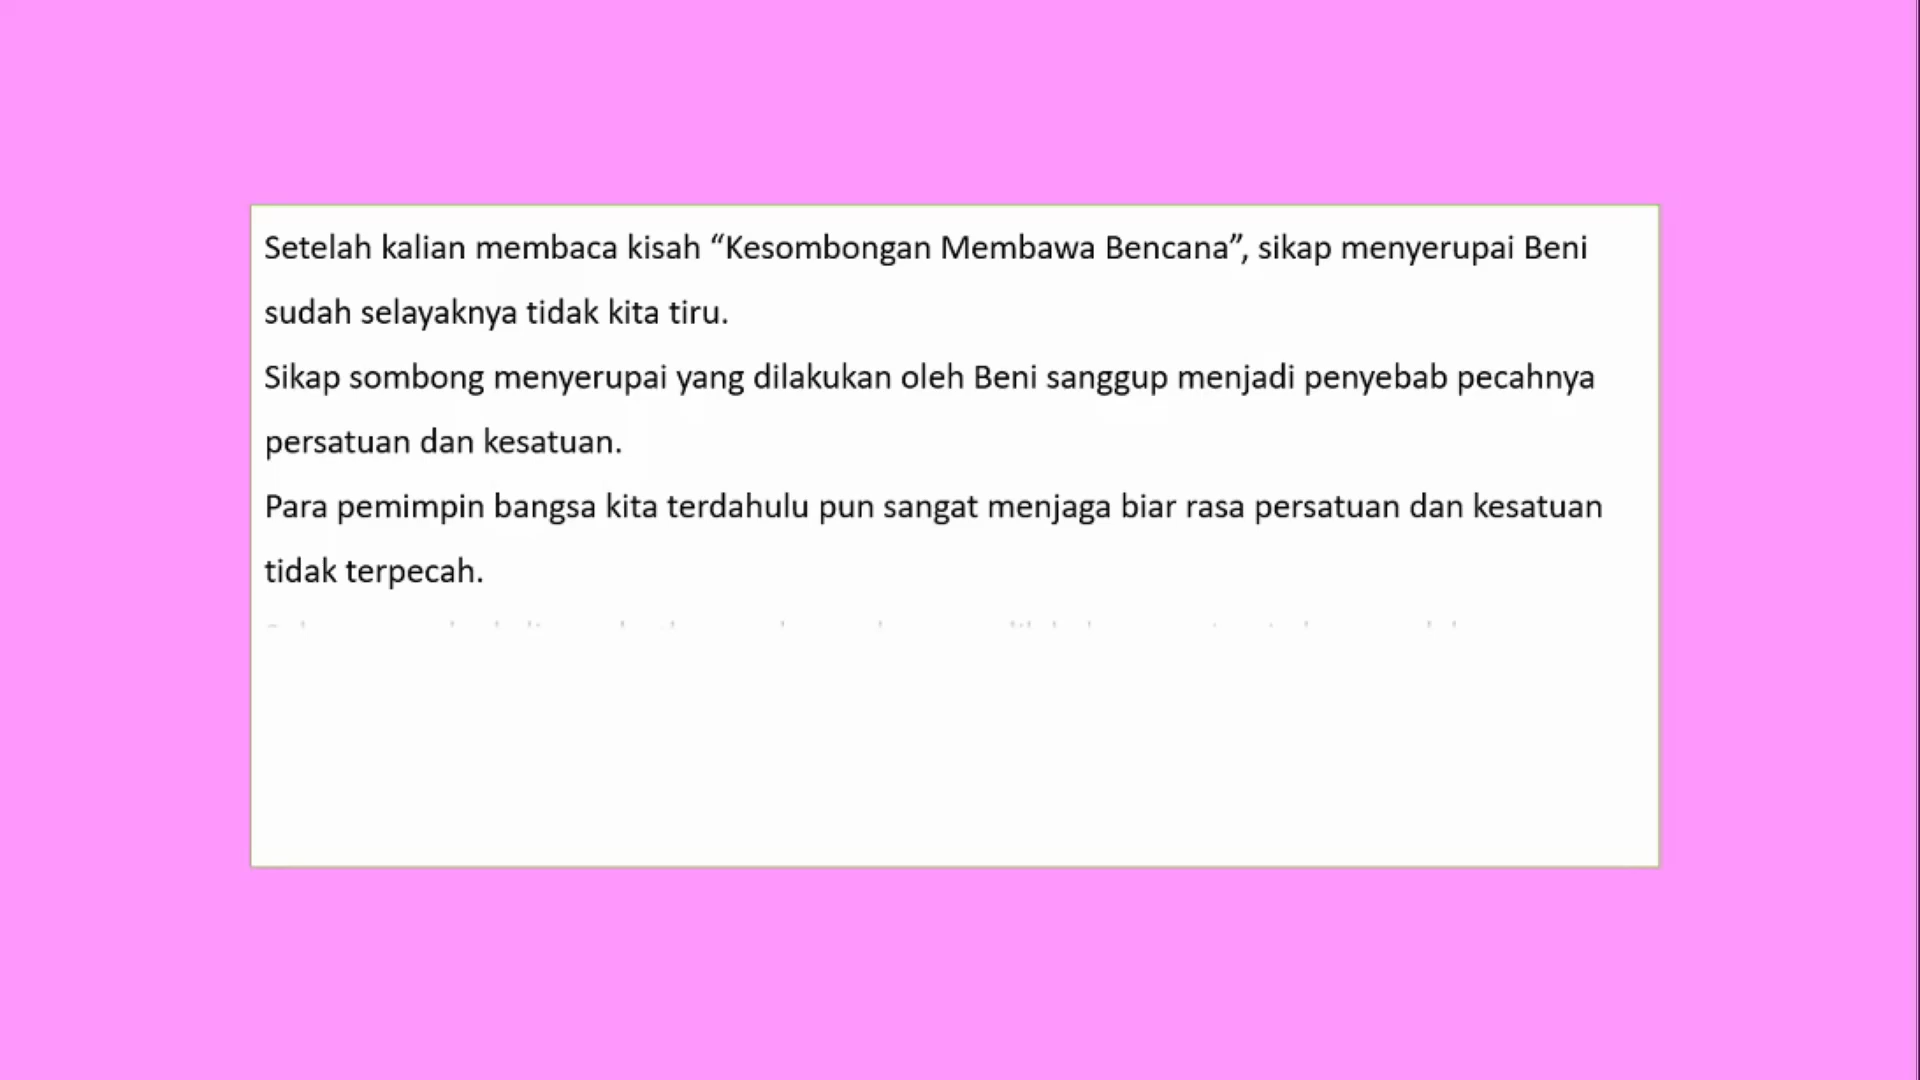 Setelah kalian membaca kisah “Kesombongan Membawa Bencana”, sikap menyerupai Beni
sudah selayaknya tidak kita tiru.
Sikap sombong menyerupai yang dilakukan oleh Beni sanggup menjadi penyebab pecahnya
persatuan dan kesatuan.
Para pemimpin bangsa kita terdahulu pun sangat menjaga biar rasa persatuan dan kesatuan
tidak terpecah.